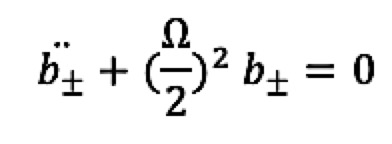 b̈± + (Ω/2)² b± = 0